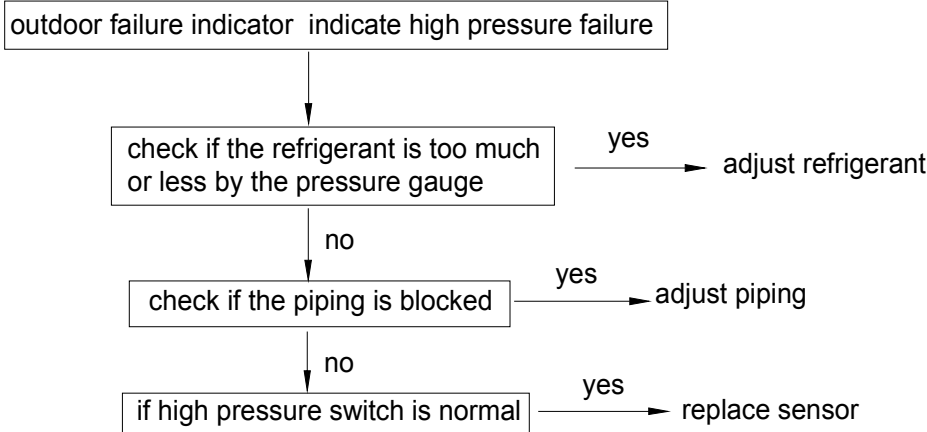 outdoor failure indicator indicate high pressure failure
yes
check if the refrigerant is too much
or less by the pressure gauge
adjust refrigerant
no
yes
check if the piping is blocked
adjust piping
no
yes
if high pressure switch is normal
replace sensor